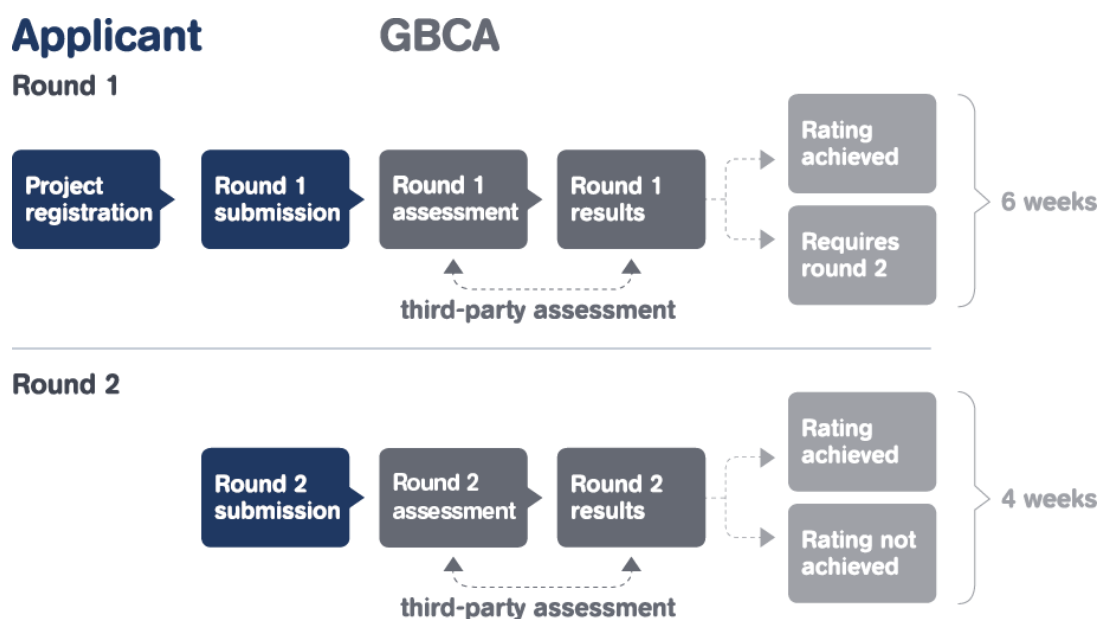 Applicant
GBCA
Round 1
Project
registration
Round 1
submission
Round 1
assessment
Round 1
results
Rating
achieved
Requires
round 2
6 weeks
third-party assessment
Round 2
Round 2
submission
Round 2
assessment
Round 2
results
Rating
achieved
Rating not
achieved
4 weeks
third-party assessment